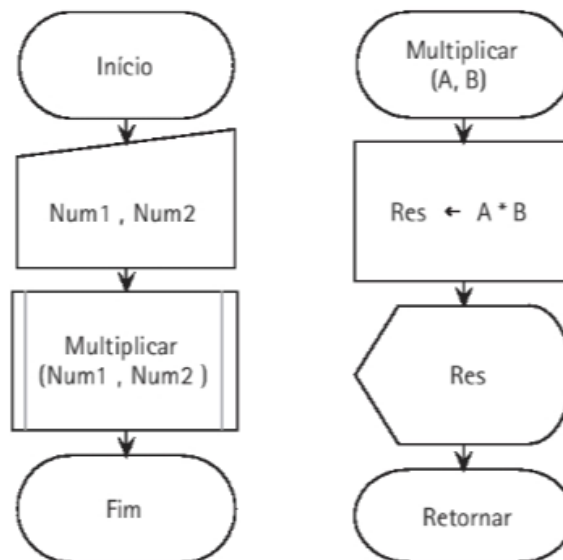 Início
Num1 , Num2
Multiplicar
(Num1 , Num2 )
Fim
Multiplicar
(A, B)
Res ← A * B
Res
Retornar